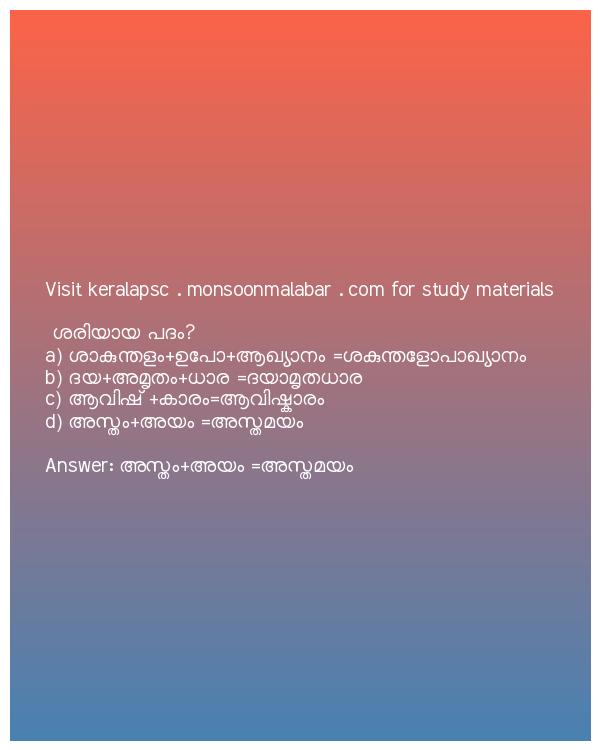 Visit keralapsc . monsoonmalabar . com for study materials
ശരിയായ പദം?
a) ശാകുന്തളം+ഉപോ+ആഖ്യാനം =ശകുന്തളോപാഖ്യാനം
b) ദയ+അമൃതം+ധാര =ദയാമൃതധാര
c) ആവിഷ് +കാരം=ആവിഷ്കാരം
d) അസ്തം+അയം =അസ്തമയം
Answer: അസ്തം+അയം =അസ്തമയം